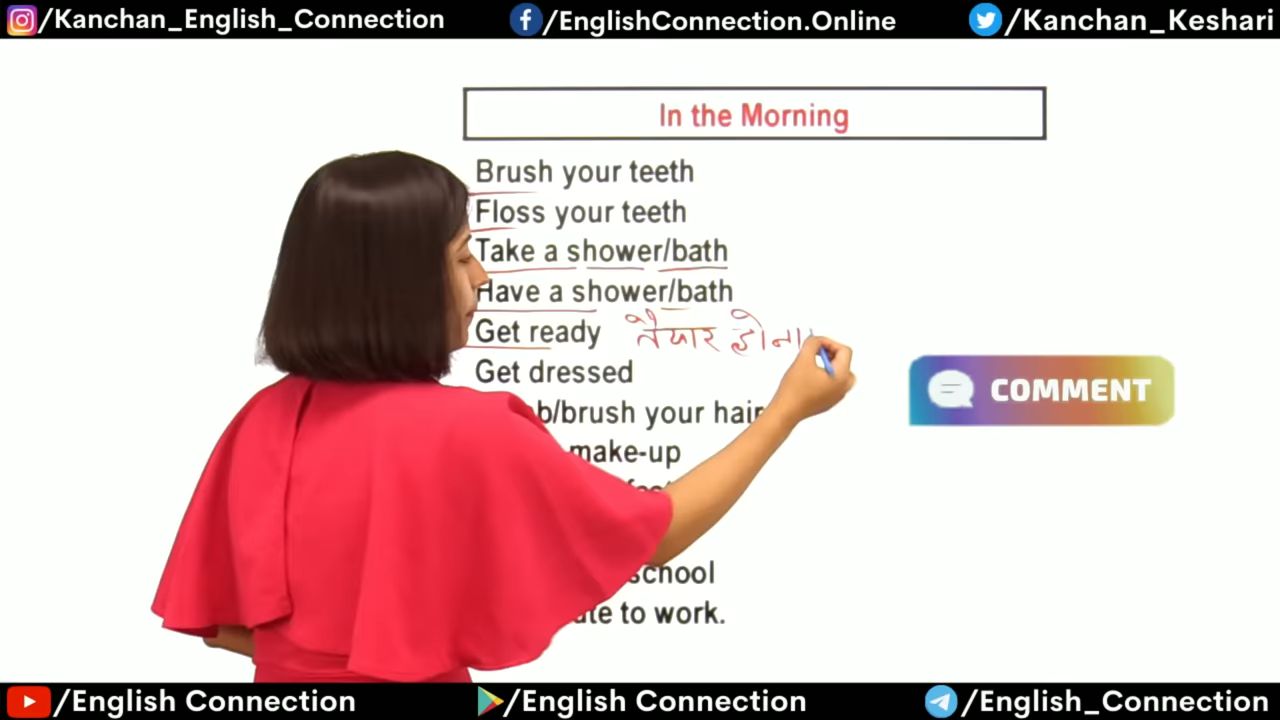 /Kanchan_English_Connection
/EnglishConnection.Online
/Kanchan_Keshari
In the Morning
Brush your teeth
Floss your teeth
Take a shower/bath
Have a shower/bath
Get ready तैयार होना
Get dressed
/brush your hair
make-up
COMMENT
school
to work.
/English Connection
/English Connection
/English_Connection